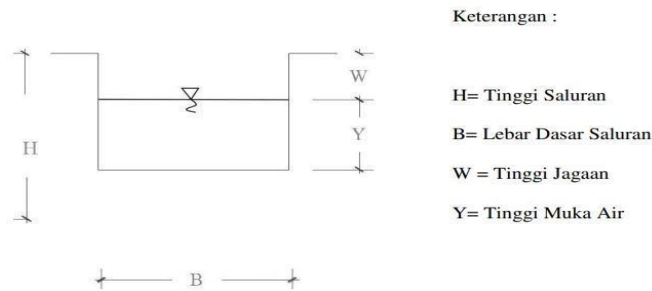 Keterangan :
W
H= Tinggi Saluran
Y
B= Lebar Dasar Saluran
H
W = Tinggi Jagaan
Y= Tinggi Muka Air
B